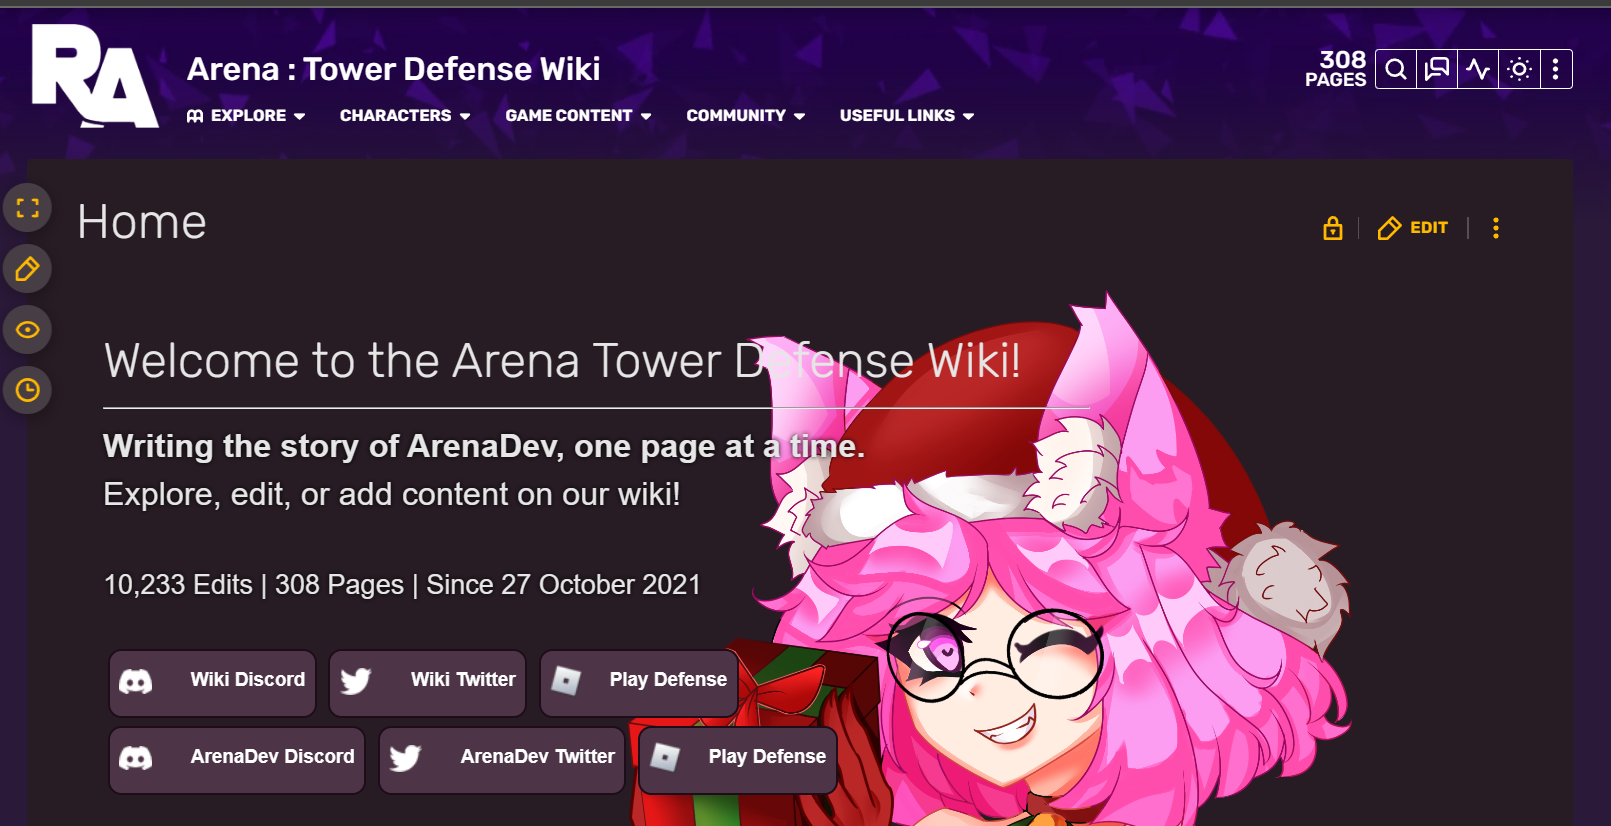 RA
Arena : Tower Defense Wiki
308
PAGES
EXPLORE CHARACTERS GAME CONTENT COMMUNITY USEFUL LINKS
Home
EDIT
Welcome to the Arena Tower Defense Wiki!
Writing the story of ArenaDev, one page at a time.
Explore, edit, or add content on our wiki!
10,233 Edits | 308 Pages | Since 27 October 2021
Wiki Discord Wiki Twitter Play Defense
ArenaDev Discord ArenaDev Twitter Play Defense